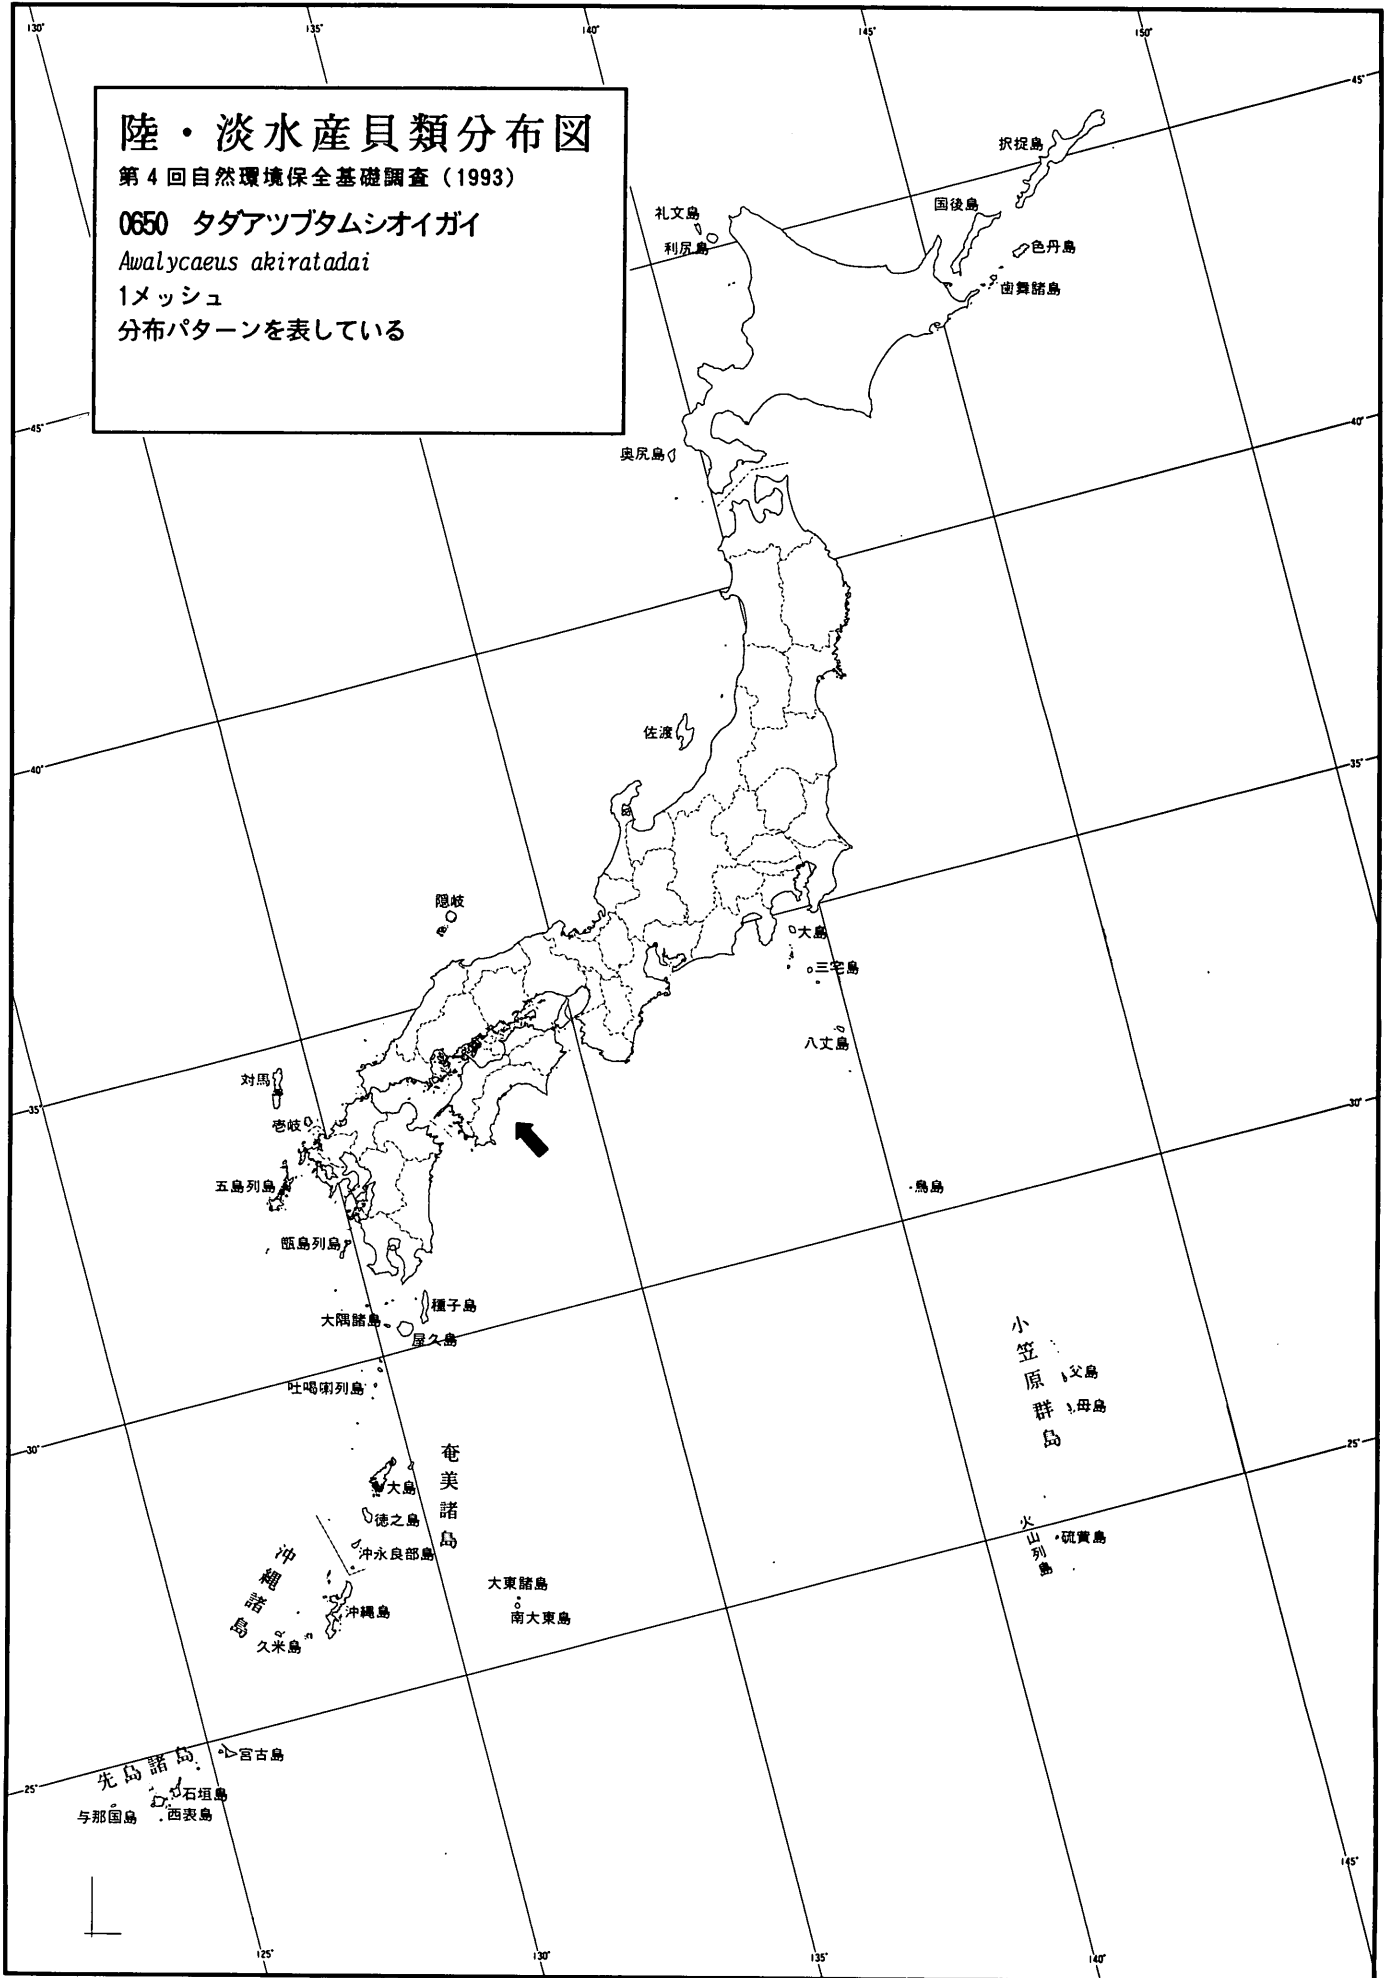 130°
135°
140°
145°
150°
陸・淡水産貝類分布図
第4回自然環境保全基礎調査（1993）
0650 タダアツブタムシオイガイ
Awalycaeus akiratadai
1メッシュ
分布パターンを表している
45°
択捉島
国後島
礼文島
利尻島
色丹島
歯舞諸島
45°
40°
奥尻島
佐渡
40°
35°
隠岐
大島
三宅島
八丈島
対馬
35°
壱岐
30°
五島列島
鳥島
甑島列島
種子島
大隅諸島
屋久島
小笠原群島
父島
吐噶喇列島
母島
30°
25°
奄美諸島
大島
徳之島
火山列島
硫黄島
沖永良部島
沖縄諸島
大東諸島
沖縄島
南大東島
久米島
宮古島
先島諸島
25°
石垣島
与那国島
西表島
145°
125°
130°
135°
140°